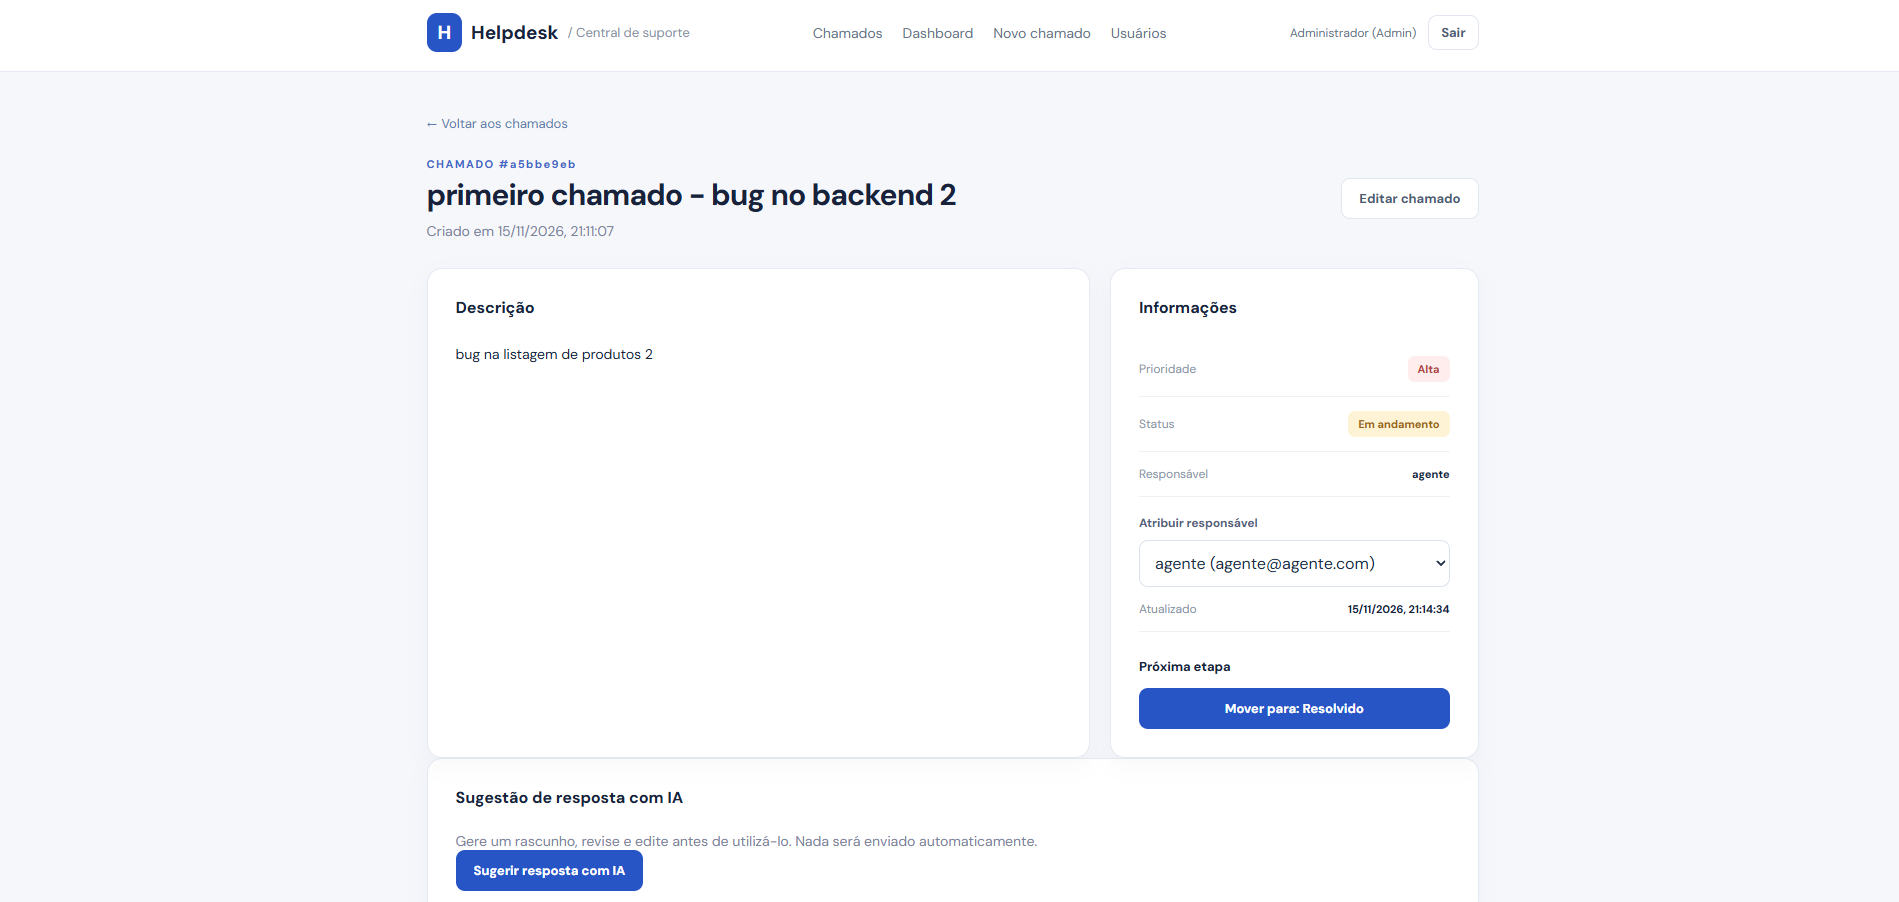 H Helpdesk / Central de suporte Chamados Dashboard Novo chamado Usuários Administrador (Admin) Sair
← Voltar aos chamados
CHAMADO #a5bbe9eb
primeiro chamado - bug no backend 2
Editar chamado
Criado em 15/11/2026, 21:11:07
Descrição
bug na listagem de produtos 2
Informações
Prioridade Alta
Status Em andamento
Responsável agente
Atribuir responsável
agente (agente@agente.com)
Atualizado 15/11/2026, 21:14:34
Próxima etapa
Mover para: Resolvido
Sugestão de resposta com IA
Gere um rascunho, revise e edite antes de utilizá-lo. Nada será enviado automaticamente.
Sugerir resposta com IA